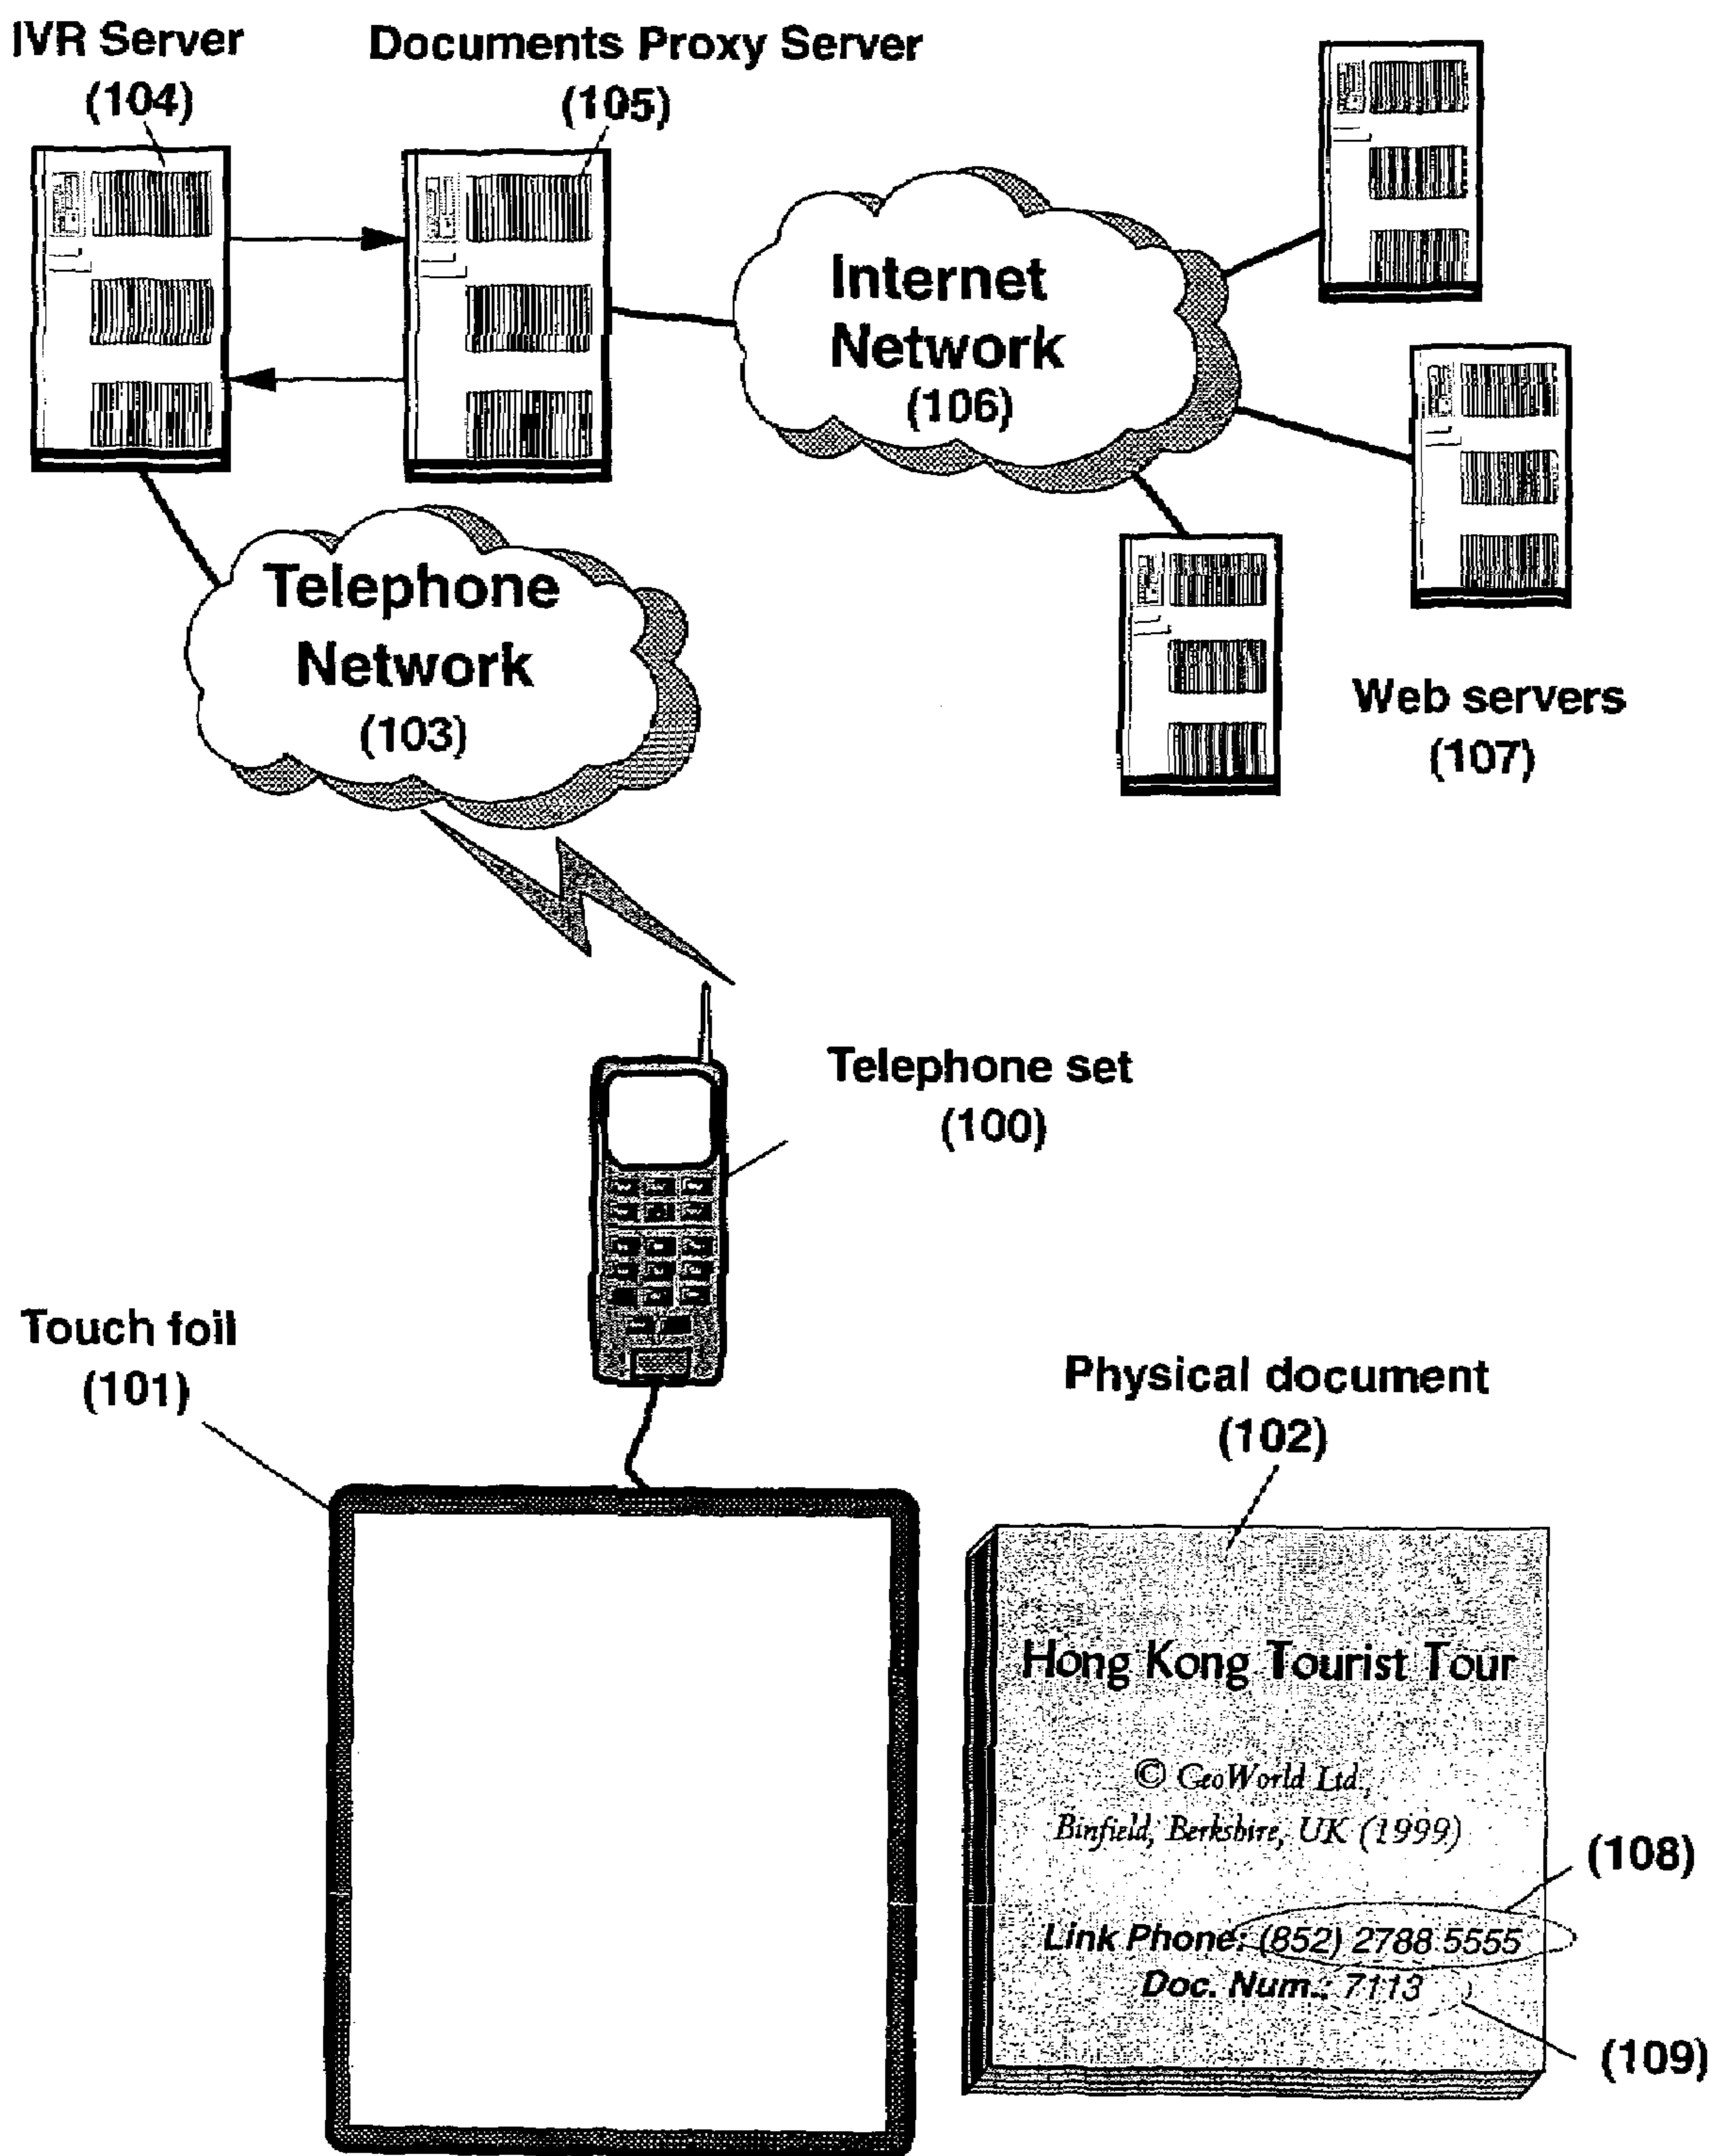 IVR Server
(104)
Documents Proxy Server
(105)
Internet
Network
(106)
Telephone
Network
(103)
Web servers
(107)
Telephone set
(100)
Touch foil
(101)
Physical document
(102)
Hong Kong Tourist Tour
© GeoWorld Ltd.,
Binfield, Berkshire, UK (1999)
(108)
Link Phone: (852) 2788 5555
Doc. Num.: 7113
(109)